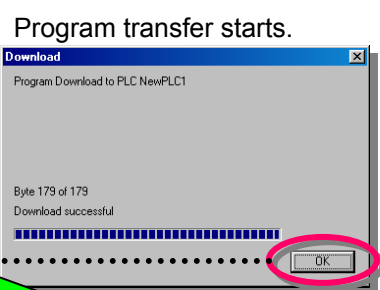 Program transfer starts.
Download
Program Download to PLC NewPLC1
Byte 179 of 179
Download successful
OK